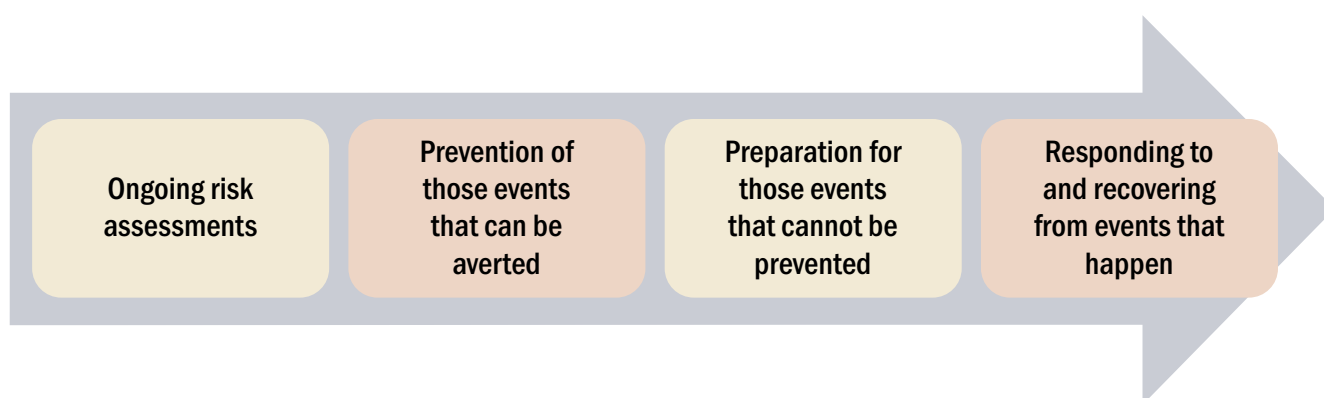 Ongoing risk
assessments
Prevention of
those events
that can be
averted
Preparation for
those events
that cannot be
prevented
Responding to
and recovering
from events that
happen